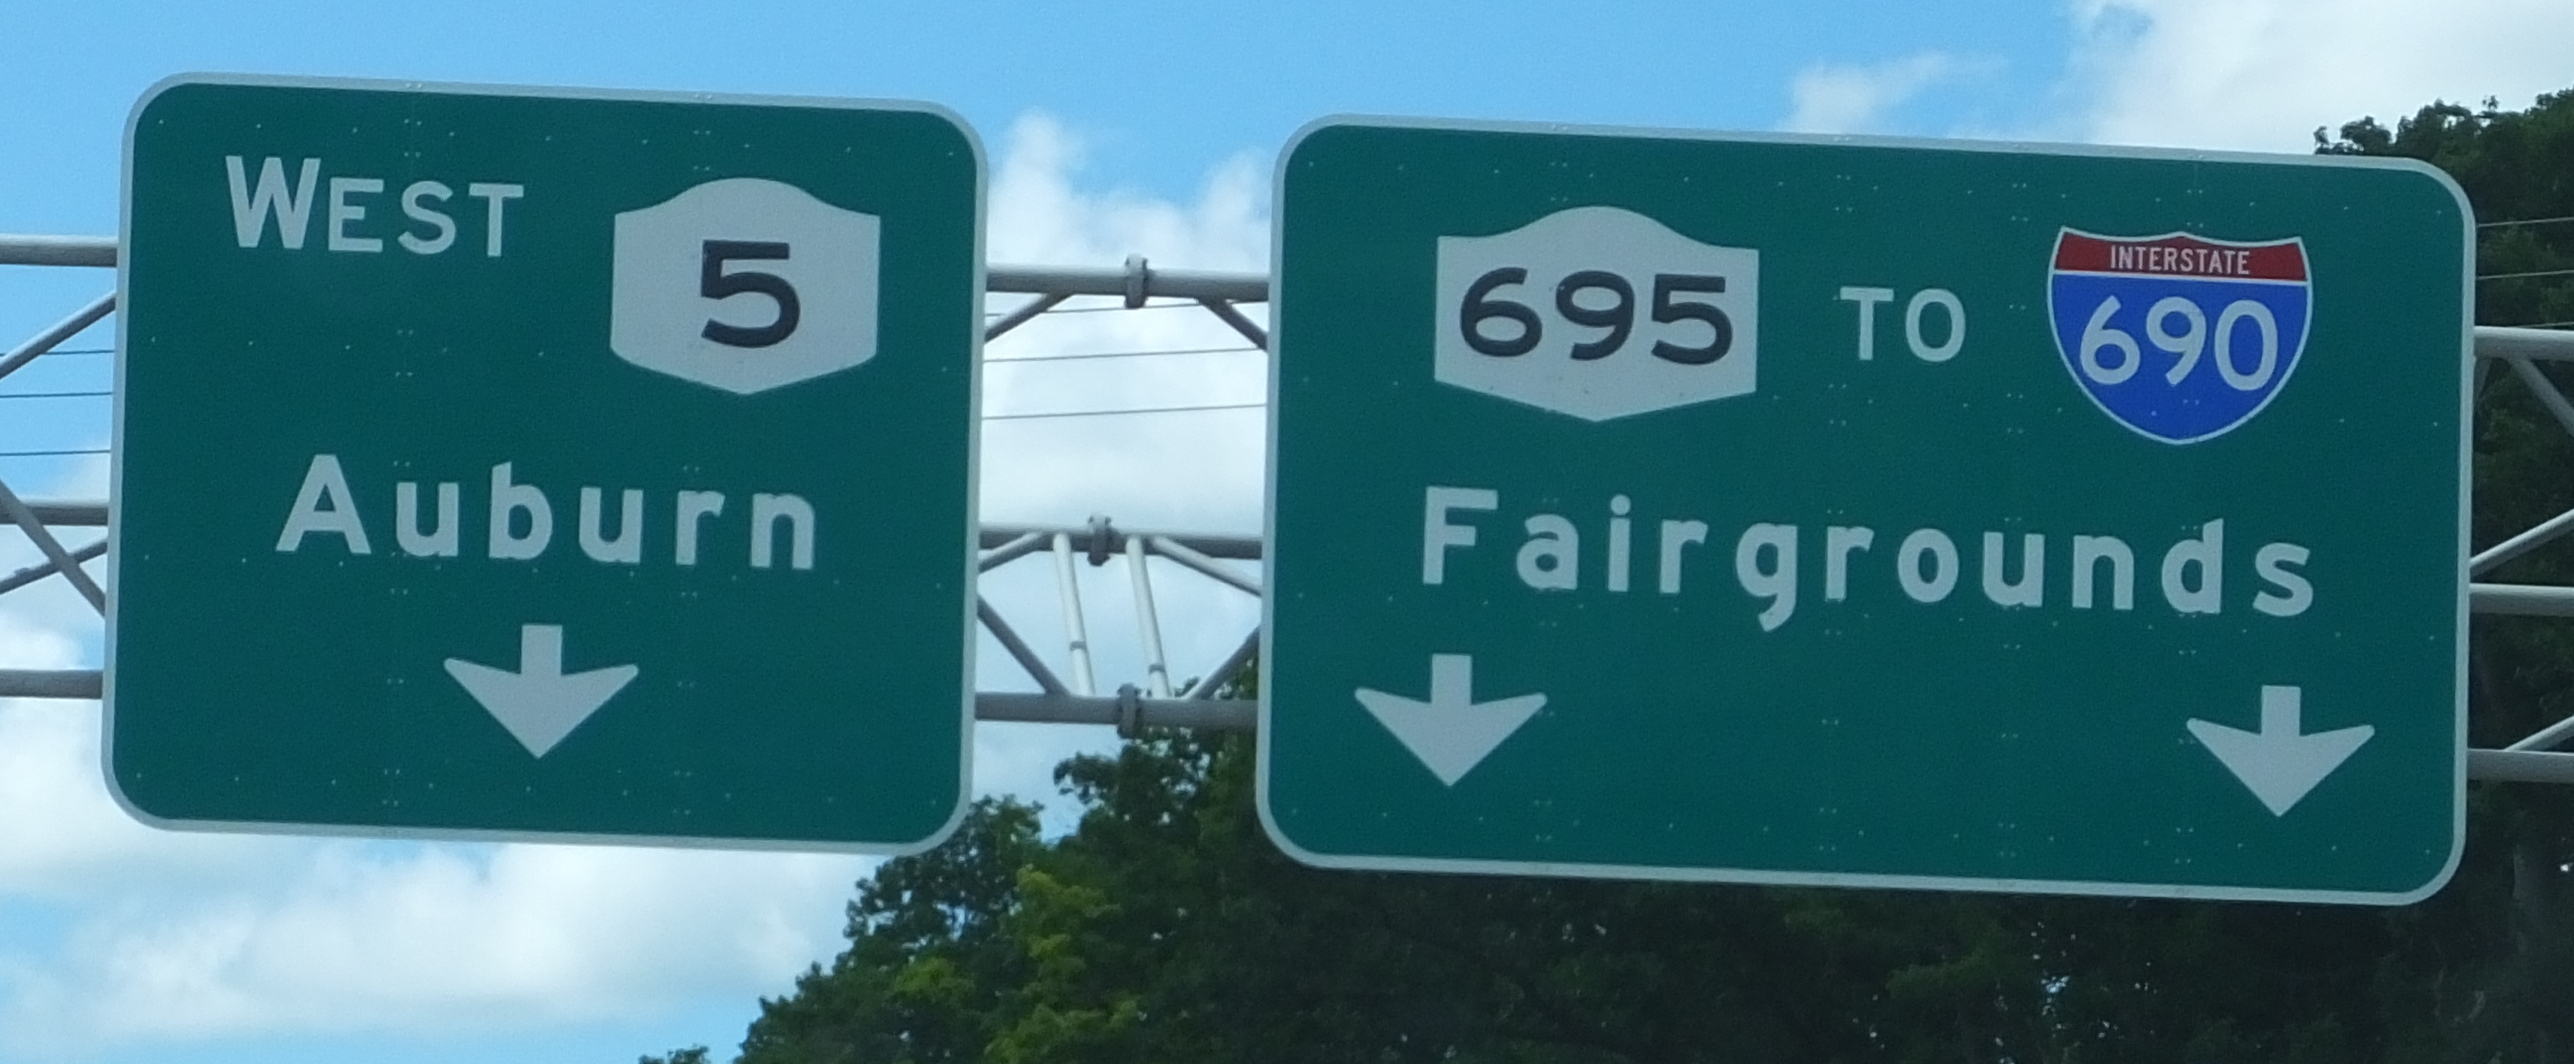 WEST 5
Auburn
695 TO INTERSTATE 690
Fairgrounds